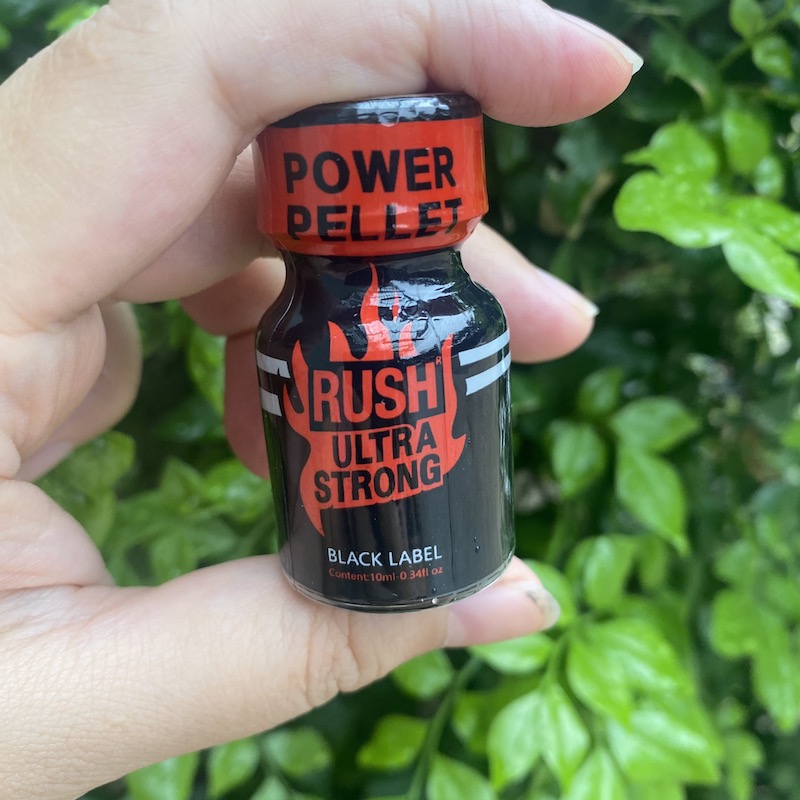 POWER
PELLET
RUSH®
ULTRA
STRONG
BLACK LABEL
Content:10ml-0.34fl oz